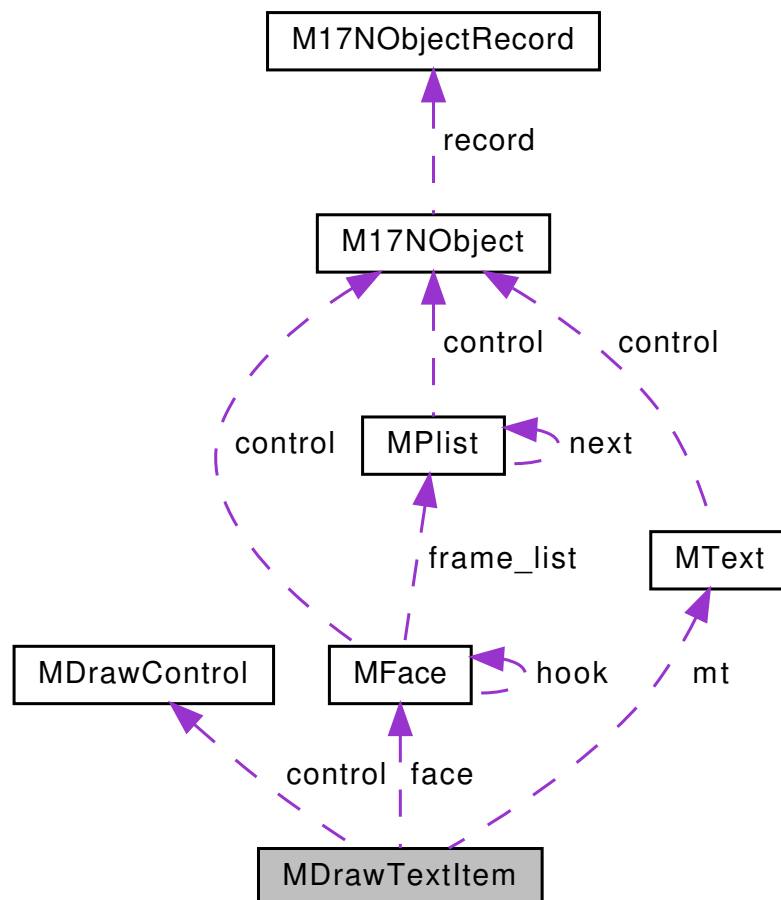 M17NObjectRecord
record
M17NObject
control
control
control
MPlist
next
frame_list
MText
MDrawControl
MFace
hook
mt
control
face
MDrawTextItem